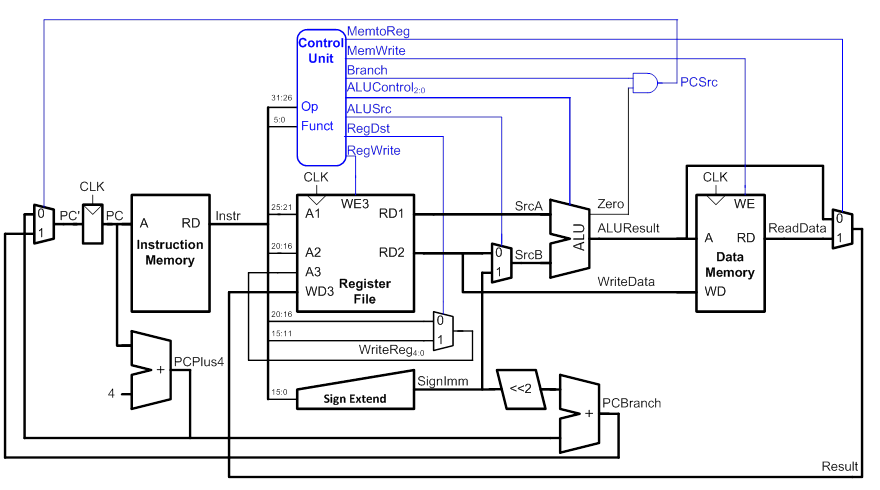 MemtoReg
Control
Unit
MemWrite
Branch
PCSrc
ALUControl2:0
31:26
Op
ALUSrc
5:0
Funct
RegDst
RegWrite
CLK
CLK
CLK
25:21
A1
WE3
RD1
SrcA
Zero
WE
0
1
PC'
PC
A
RD
Instr
Instruction
Memory
20:16
A2
RD2
0
1
SrcB
ALU
ALUResult
A
RD
ReadData
0
1
A3
Data
Memory
WD3
Register
File
WriteData
WD
20:16
0
15:11
1
WriteReg4:0
PCPlus4
+
4
15:0
Sign Extend
SignImm
<<2
+
PCBranch
Result